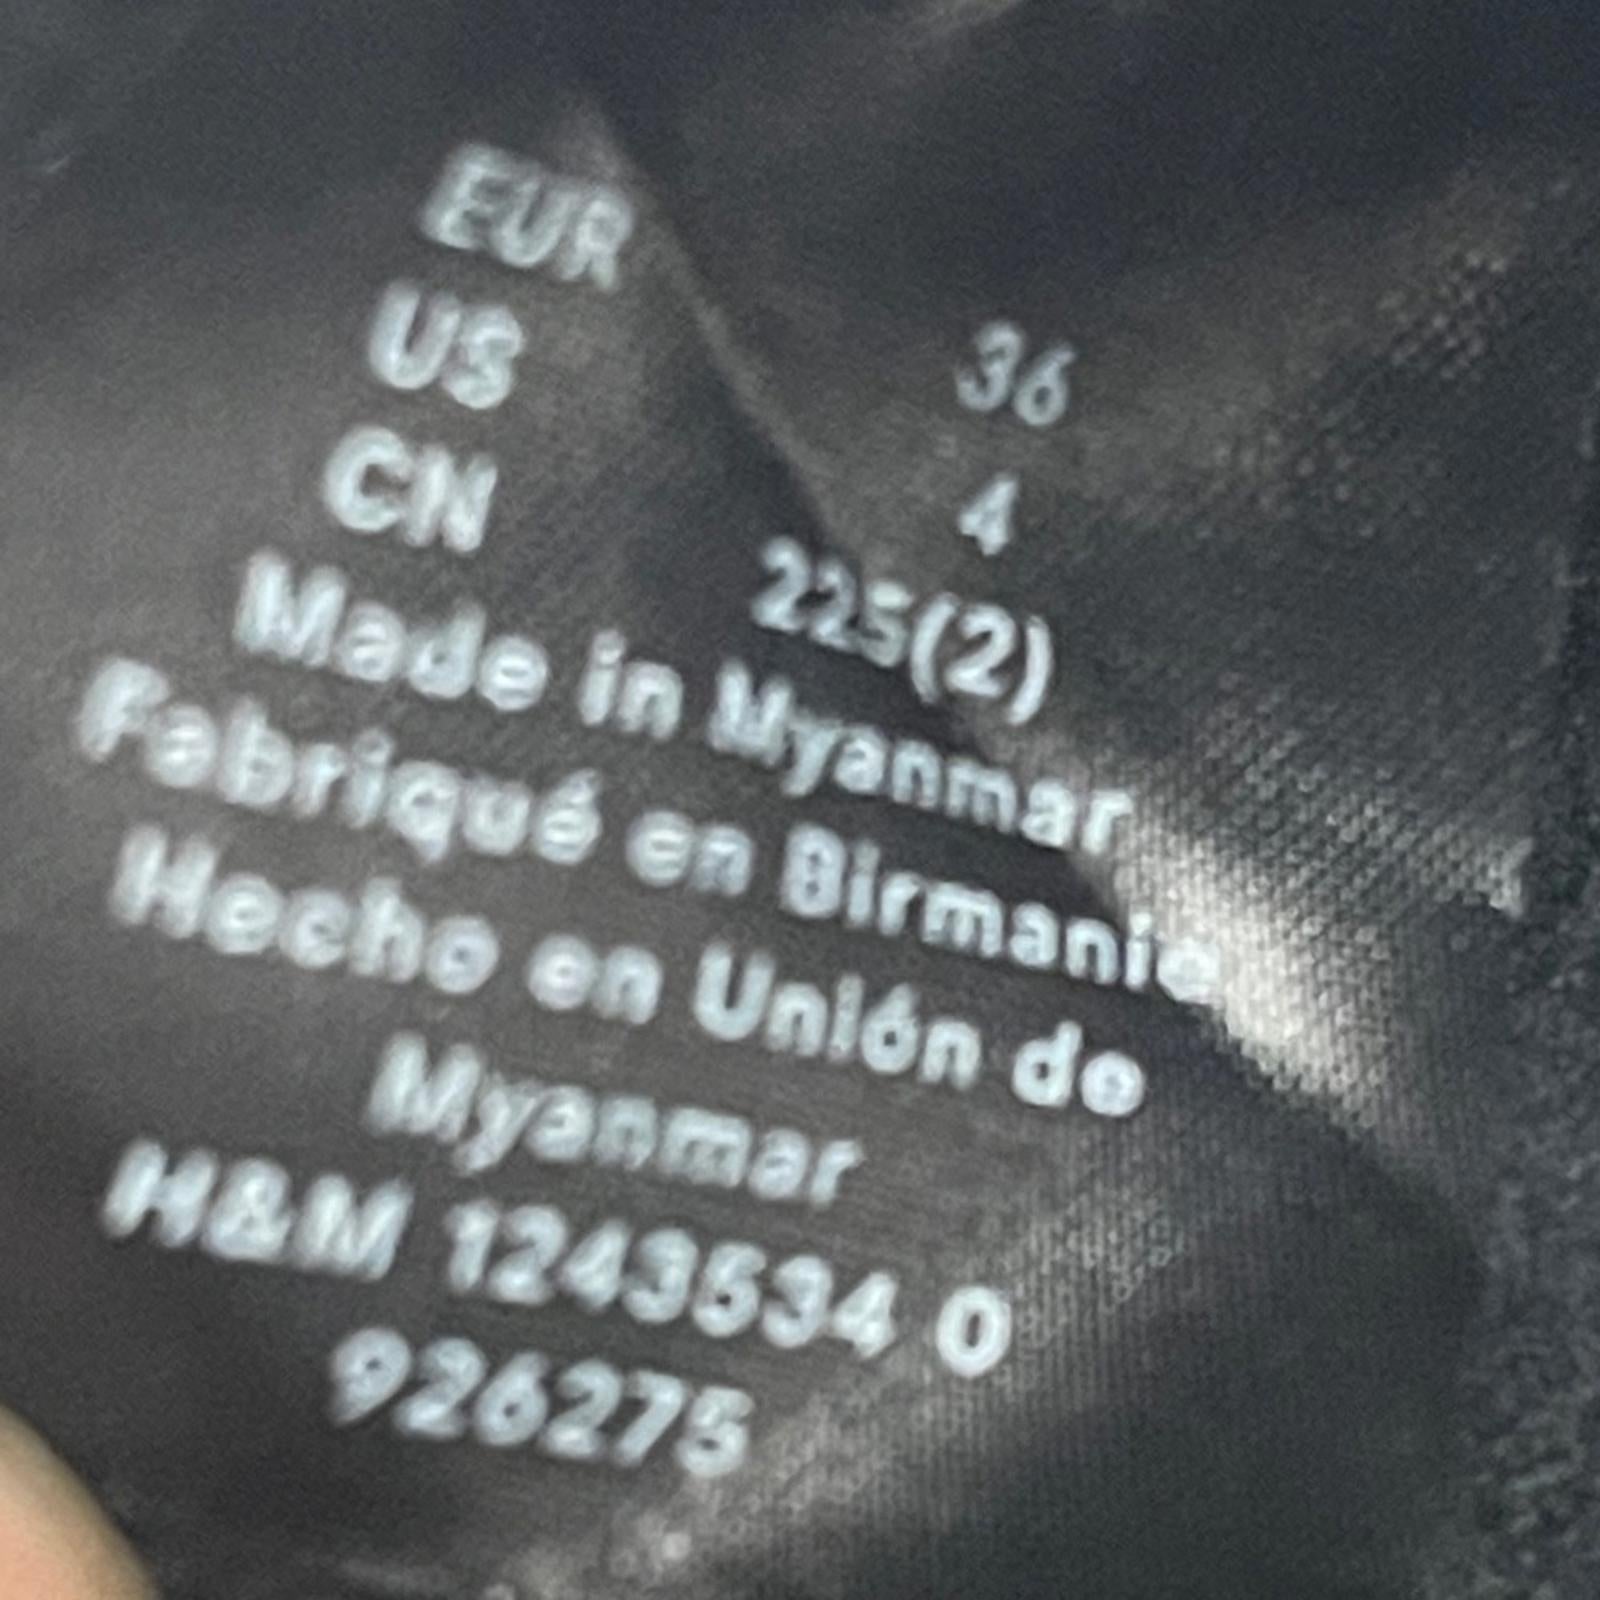 EUR 36
US 4
CN 225(2)
Made in Myanmar
Fabriqué en Birmanie
Hecho en Unión de
Myanmar
H&M 1243534 0
926275